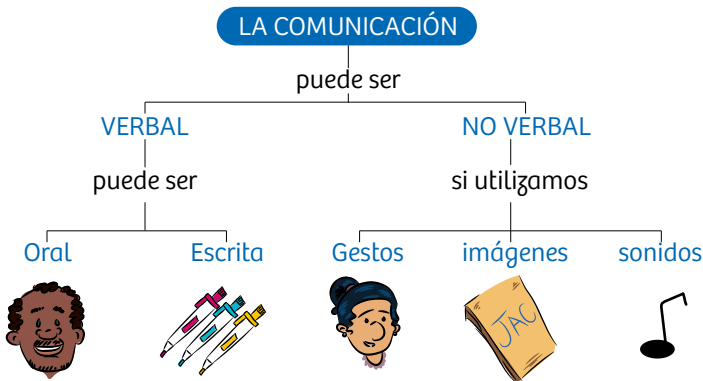 LA COMUNICACIÓN
puede ser
VERBAL
NO VERBAL
puede ser
si utilizamos
Oral
Escrita
Gestos
imágenes
sonidos
JAC